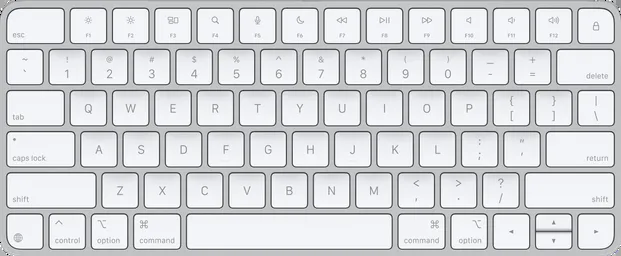 esc F1 F2 F3 F4 F5 F6 F7 F8 F9 F10 F11 F12
~ ! @ # $ % ^ & * ( ) _ +
` 1 2 3 4 5 6 7 8 9 0 - = delete
tab Q W E R T Y U I O P { [ } ] | \
caps lock A S D F G H J K L : ; " ' return
shift Z X C V B N M < , > . ? / shift
control ⌥ option ⌘ command ⌘ command ⌥ option